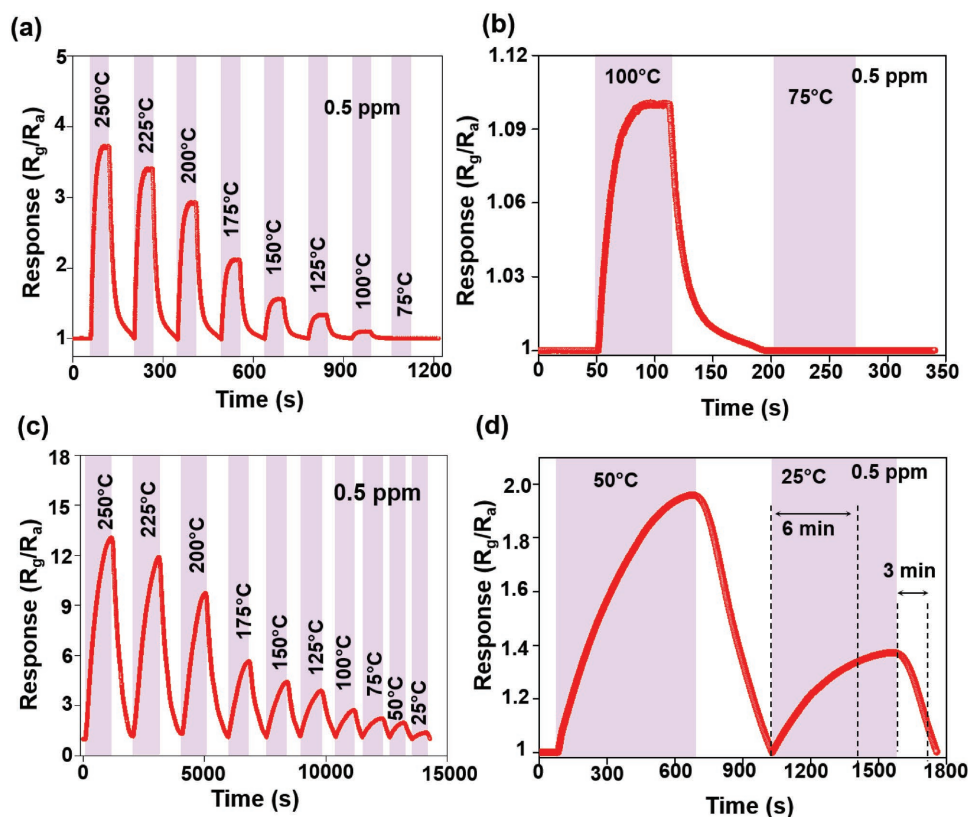 (a)
5
4
3
2
1
Response (Rg/Ra)
250°C
225°C
200°C
175°C
150°C
125°C
100°C
75°C
0.5 ppm
0 300 600 900 1200
Time (s)
(b)
1.12
1.09
1.06
1.03
1
Response (Rg/Ra)
100°C
75°C
0.5 ppm
0 50 100 150 200 250 300 350
Time (s)
(c)
18
15
12
9
6
3
0
Response (Rg/Ra)
250°C
225°C
200°C
175°C
150°C
125°C
100°C
75°C
50°C
25°C
0.5 ppm
0 5000 10000 15000
Time (s)
(d)
2.0
1.8
1.6
1.4
1.2
1
Response (Rg/Ra)
50°C
25°C
0.5 ppm
6 min
3 min
0 300 600 900 1200 1500 1800
Time (s)